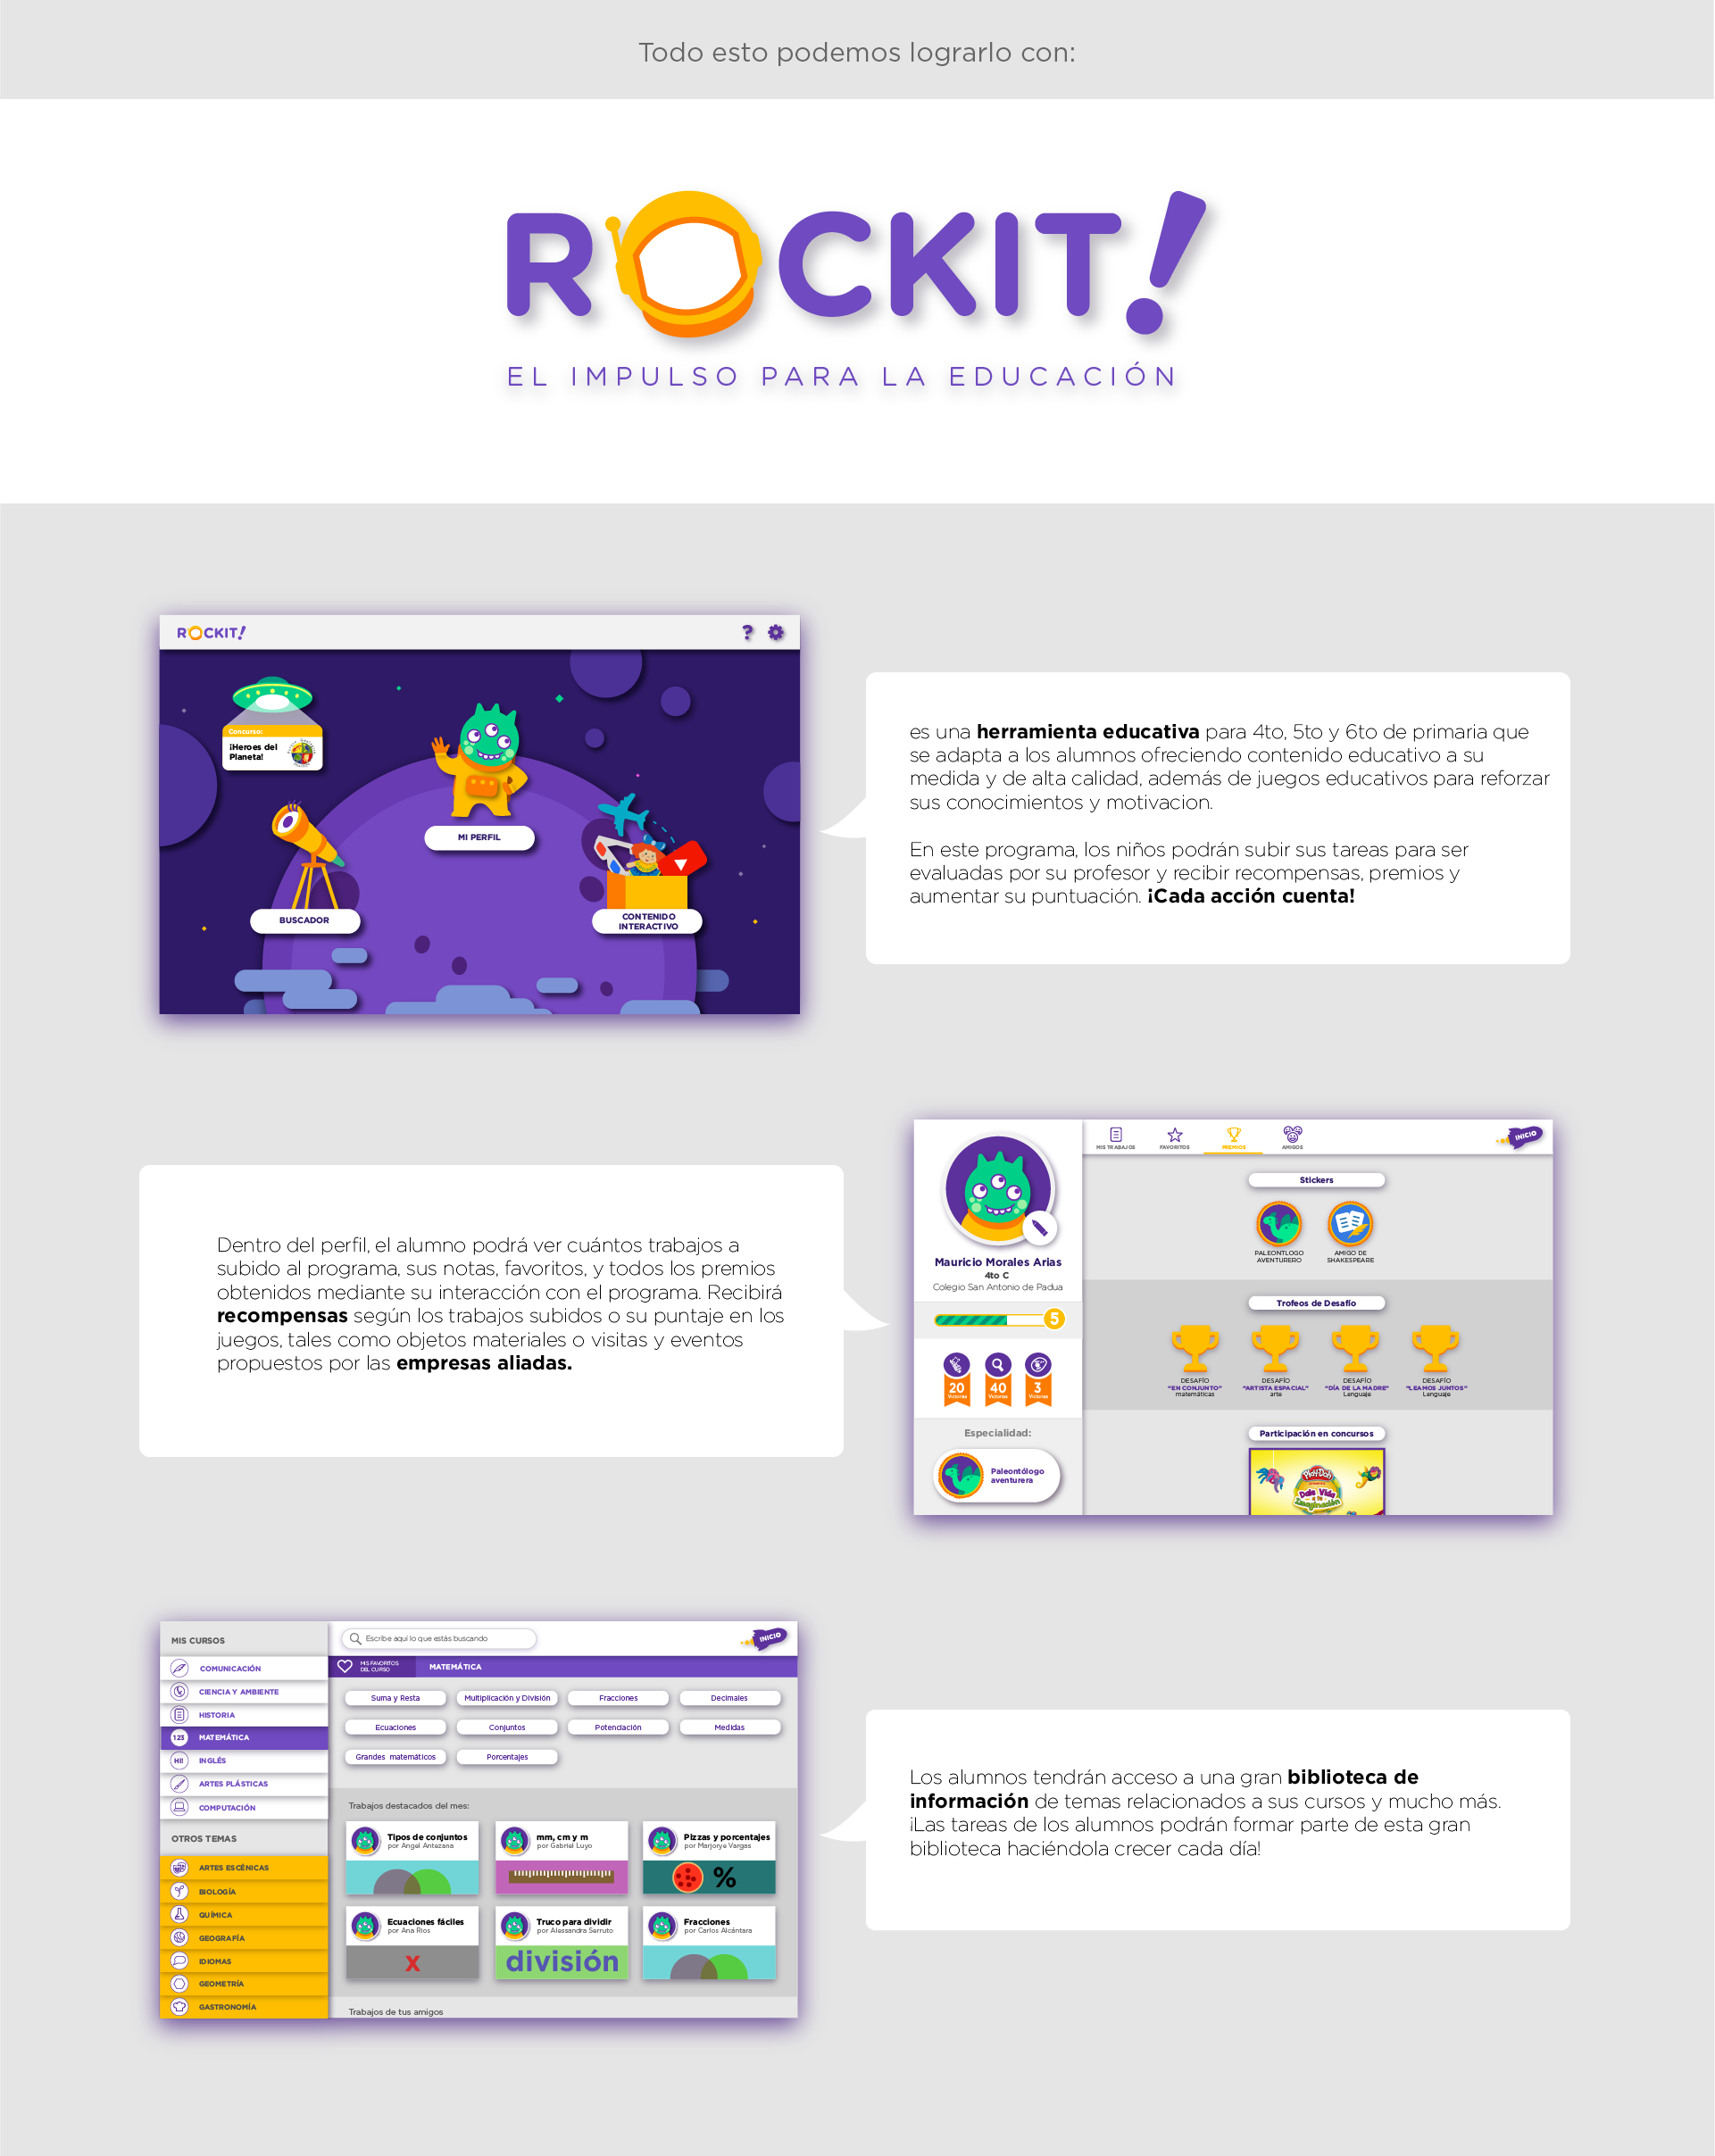 Todo esto podemos lograrlo con:
ROCKIT!
EL IMPULSO PARA LA EDUCACIÓN
ROCKIT!
?
Concurso:
¡Heroes del
Planeta!
MI PERFIL
BUSCADOR
CONTENIDO
INTERACTIVO
es una herramienta educativa para 4to, 5to y 6to de primaria que
se adapta a los alumnos ofreciendo contenido educativo a su
medida y de alta calidad, además de juegos educativos para reforzar
sus conocimientos y motivacion.
En este programa, los niños podrán subir sus tareas para ser
evaluadas por su profesor y recibir recompensas, premios y
aumentar su puntuación. ¡Cada acción cuenta!
Dentro del perfil, el alumno podrá ver cuántos trabajos a
subido al programa, sus notas, favoritos, y todos los premios
obtenidos mediante su interacción con el programa. Recibirá
recompensas según los trabajos subidos o su puntaje en los
juegos, tales como objetos materiales o visitas y eventos
propuestos por las empresas aliadas.
MIS TRABAJOS
FAVORITOS
PREMIOS
AMIGOS
INICIO
Mauricio Morales Arias
4to C
Colegio San Antonio de Padua
5
20
Victorias
40
Victorias
3
Victorias
Especialidad:
Paleontólogo
aventurera
Stickers
PALEONTLOGO
AVENTURERO
AMIGO DE
SHAKESPEARE
Trofeos de Desafío
DESAFÍO
"EN CONJUNTO"
matemáticas
DESAFÍO
"ARTISTA ESPACIAL"
arte
DESAFÍO
"DÍA DE LA MADRE"
Lenguaje
DESAFÍO
"LEAMOS JUNTOS"
Lenguaje
Participación en concursos
Play-Doh
Dale Vida
a tu
Imaginación
MIS CURSOS
COMUNICACIÓN
CIENCIA Y AMBIENTE
HISTORIA
123 MATEMÁTICA
HI! INGLÉS
ARTES PLÁSTICAS
COMPUTACIÓN
OTROS TEMAS
ARTES ESCÉNICAS
BIOLOGÍA
QUÍMICA
GEOGRAFÍA
IDIOMAS
GEOMETRÍA
GASTRONOMÍA
Escribe aquí lo que estás buscando
INICIO
MIS FAVORITOS
DEL CURSO
MATEMÁTICA
Suma y Resta
Multiplicación y División
Fracciones
Decimales
Ecuaciones
Conjuntos
Potenciación
Medidas
Grandes matemáticos
Porcentajes
Trabajos destacados del mes:
Tipos de conjuntos
por Angel Antezana
mm, cm y m
por Gabriel Luyo
Pizzas y porcentajes
por Marjorye Vargas
%
Ecuaciones fáciles
por Ana Rios
x
Truco para dividir
por Alessandra Serruto
división
Fracciones
por Carlos Alcántara
Trabajos de tus amigos
Los alumnos tendrán acceso a una gran biblioteca de
información de temas relacionados a sus cursos y mucho más.
¡Las tareas de los alumnos podrán formar parte de esta gran
biblioteca haciéndola crecer cada día!